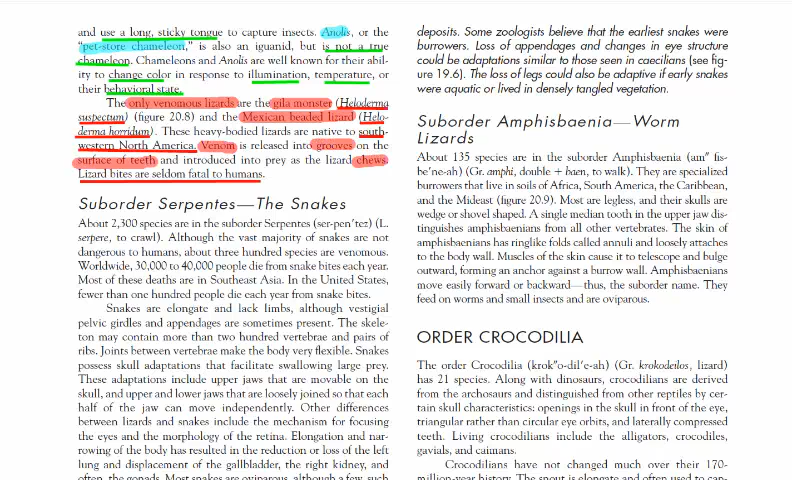 and use a long, sticky tongue to capture insects. Anolis, or the
“pet-store chameleon,” is also an iguanid, but is not a true
chameleon. Chameleons and Anolis are well known for their abil-
ity to change color in response to illumination, temperature, or
their behavioral state.
The only venomous lizards are the gila monster (Heloderma
suspectum) (figure 20.8) and the Mexican beaded lizard (Helo-
derma horridum). These heavy-bodied lizards are native to south-
western North America. Venom is released into grooves on the
surface of teeth and introduced into prey as the lizard chews.
Lizard bites are seldom fatal to humans.
Suborder Serpentes—The Snakes
About 2,300 species are in the suborder Serpentes (ser-pen'tez) (L.
serpere, to crawl). Although the vast majority of snakes are not
dangerous to humans, about three hundred species are venomous.
Worldwide, 30,000 to 40,000 people die from snake bites each year.
Most of these deaths are in Southeast Asia. In the United States,
fewer than one hundred people die each year from snake bites.
Snakes are elongate and lack limbs, although vestigial
pelvic girdles and appendages are sometimes present. The skele-
ton may contain more than two hundred vertebrae and pairs of
ribs. Joints between vertebrae make the body very flexible. Snakes
possess skull adaptations that facilitate swallowing large prey.
These adaptations include upper jaws that are movable on the
skull, and upper and lower jaws that are loosely joined so that each
half of the jaw can move independently. Other differences
between lizards and snakes include the mechanism for focusing
the eyes and the morphology of the retina. Elongation and nar-
rowing of the body has resulted in the reduction or loss of the left
lung and displacement of the gallbladder, the right kidney, and
often, the gonads. Most snakes are oviparous, although a few, such
deposits. Some zoologists believe that the earliest snakes were
burrowers. Loss of appendages and changes in eye structure
could be adaptations similar to those seen in caecilians (see fig-
ure 19.6). The loss of legs could also be adaptive if early snakes
were aquatic or lived in densely tangled vegetation.
Suborder Amphisbaenia—Worm
Lizards
About 135 species are in the suborder Amphisbaenia (am" fis-
be'ne-ah) (Gr. amphi, double + baen, to walk). They are specialized
burrowers that live in soils of Africa, South America, the Caribbean,
and the Mideast (figure 20.9). Most are legless, and their skulls are
wedge or shovel shaped. A single median tooth in the upper jaw dis-
tinguishes amphisbaenians from all other vertebrates. The skin of
amphisbaenians has ringlike folds called annuli and loosely attaches
to the body wall. Muscles of the skin cause it to telescope and bulge
outward, forming an anchor against a burrow wall. Amphisbaenians
move easily forward or backward—thus, the suborder name. They
feed on worms and small insects and are oviparous.
ORDER CROCODILIA
The order Crocodilia (krok"o-dil'e-ah) (Gr. krokodeilos, lizard)
has 21 species. Along with dinosaurs, crocodilians are derived
from the archosaurs and distinguished from other reptiles by cer-
tain skull characteristics: openings in the skull in front of the eye,
triangular rather than circular eye orbits, and laterally compressed
teeth. Living crocodilians include the alligators, crocodiles,
gavials, and caimans.
Crocodilians have not changed much over their 170-
million-year history. The snout is elongate and often used to cap-